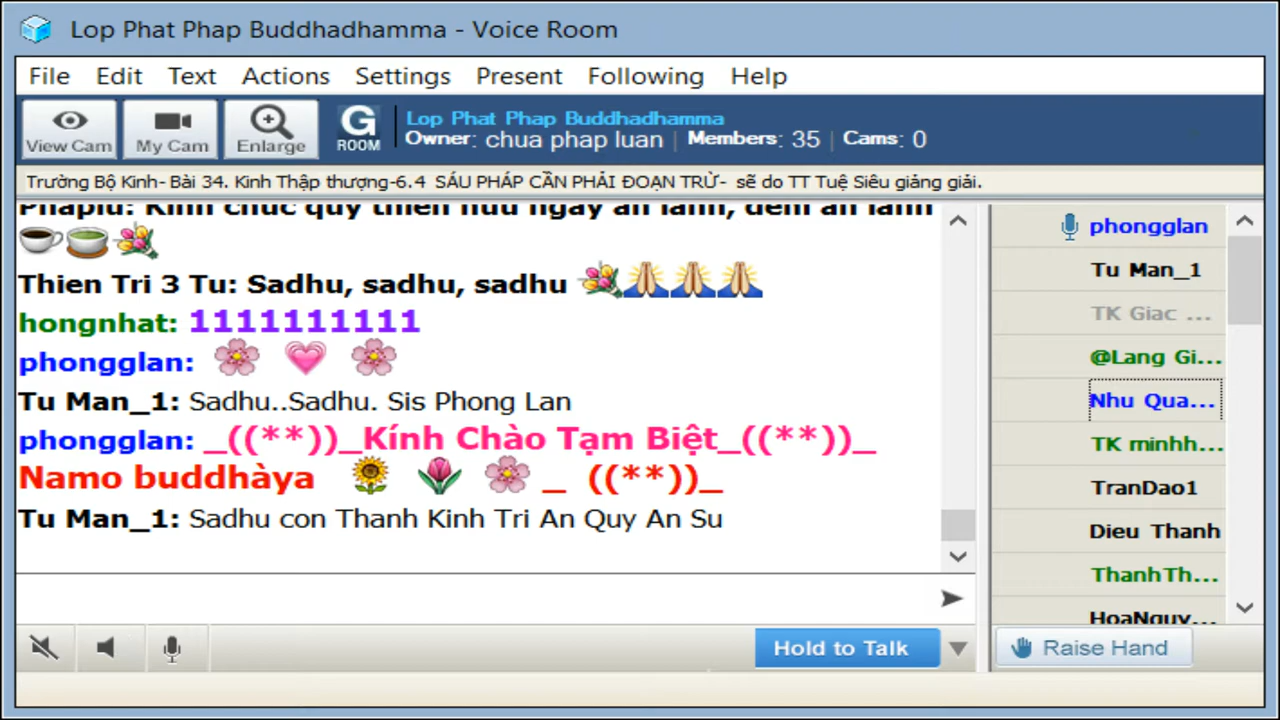 Lop Phat Phap Buddhadhamma - Voice Room
File Edit Text Actions Settings Present Following Help
View Cam My Cam Enlarge G ROOM
Lop Phat Phap Buddhadhamma
Owner: chua phap luan | Members: 35 | Cams: 0
Trường Bộ Kinh- Bài 34. Kinh Thập thượng-6.4 SÁU PHÁP CẦN PHẢI ĐOẠN TRỪ- sẽ do TT Tuệ Siêu giảng giải.
Thien Tri 3 Tu: Sadhu, sadhu, sadhu
hongnhat: 1111111111
phongglan:
Tu Man_1: Sadhu..Sadhu. Sis Phong Lan
phongglan: _((**))_Kính Chào Tạm Biệt_((**))_
Namo buddhàya _ ((**))_
Tu Man_1: Sadhu con Thanh Kinh Tri An Quy An Su
phongglan
Tu Man_1
TK Giac ...
@Lang Gi...
Nhu Qua...
TK minhh...
TranDao1
Dieu Thanh
ThanhTh...
HoaNguy...
Hold to Talk
Raise Hand